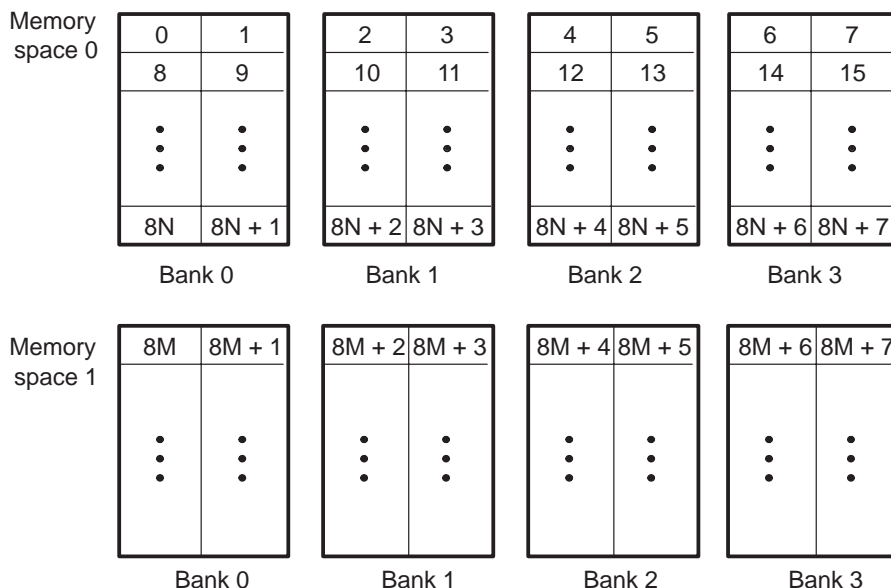 Memory
space 0
0 1 2 3 4 5 6 7
8 9 10 11 12 13 14 15
8N 8N + 1 8N + 2 8N + 3 8N + 4 8N + 5 8N + 6 8N + 7
Bank 0 Bank 1 Bank 2 Bank 3
Memory
space 1
8M 8M + 1 8M + 2 8M + 3 8M + 4 8M + 5 8M + 6 8M + 7
Bank 0 Bank 1 Bank 2 Bank 3